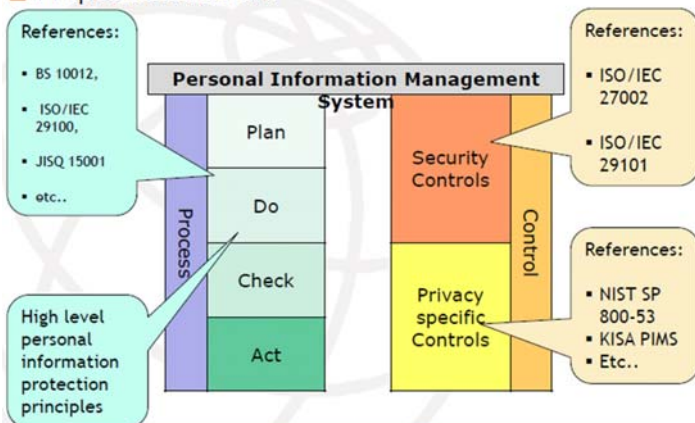 References:
▪ BS 10012,
▪ ISO/IEC
29100,
▪ JISQ 15001
▪ etc..
High level
personal
information
protection
principles
Personal Information Management
System
Process
Plan
Do
Check
Act
Security
Controls
Privacy
specific
Controls
Control
References:
▪ ISO/IEC
27002
▪ ISO/IEC
29101
References:
▪ NIST SP
800-53
▪ KISA PIMS
▪ Etc..